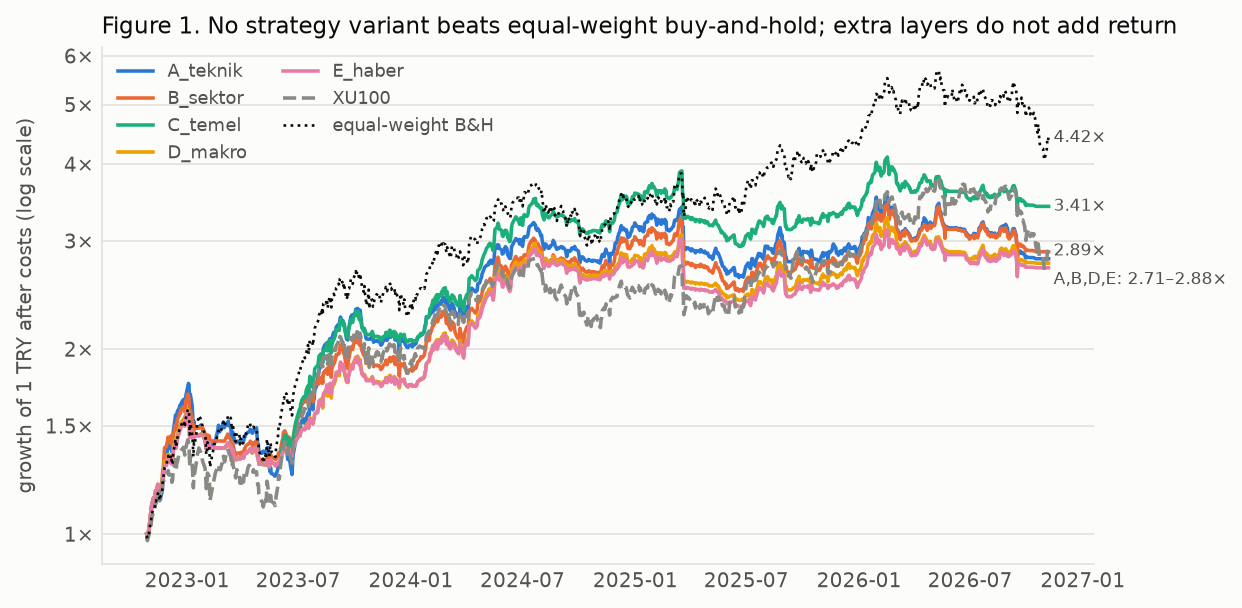 Figure 1. No strategy variant beats equal-weight buy-and-hold; extra layers do not add return
growth of 1 TRY after costs (log scale)
6×
5×
4×
3×
2×
1.5×
1×
A_teknik
B_sektor
C_temel
D_makro
E_haber
XU100
equal-weight B&H
4.42×
3.41×
2.89×
A,B,D,E: 2.71–2.88×
2023-01
2023-07
2024-01
2024-07
2025-01
2025-07
2026-01
2026-07
2027-01